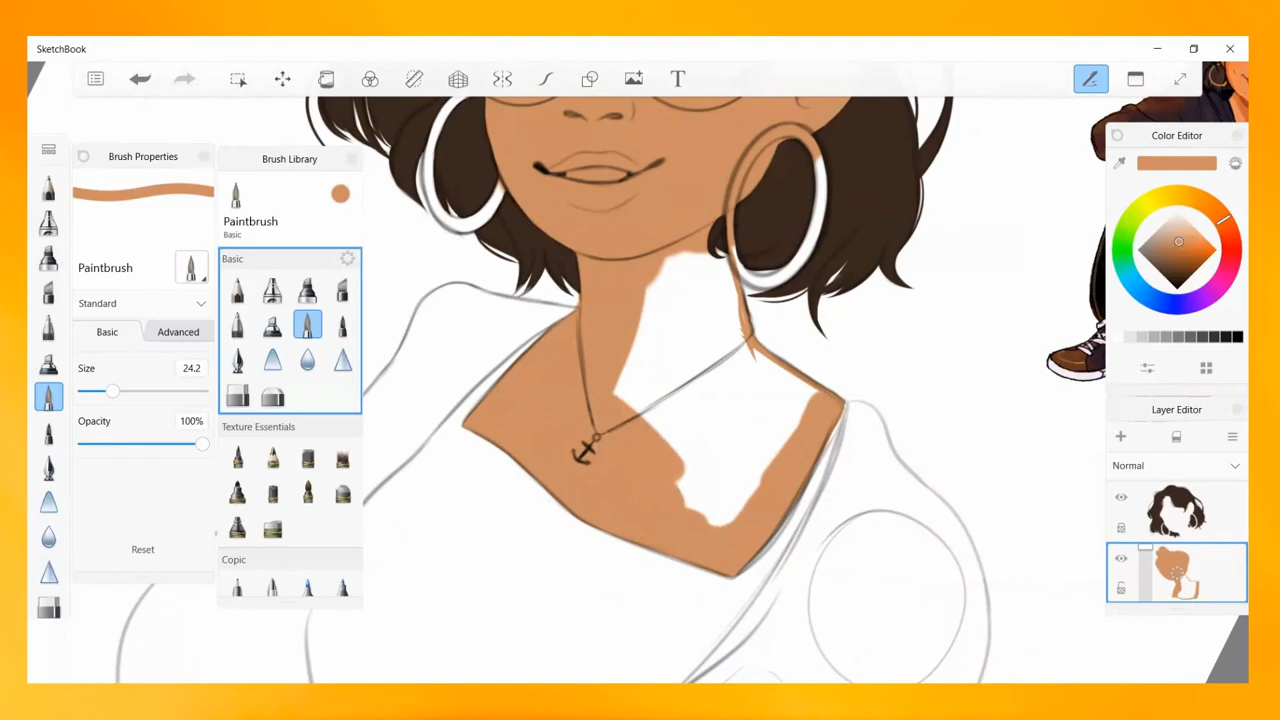 SketchBook
T
Brush Properties
Paintbrush
Standard
Basic
Advanced
Size
24.2
Opacity
100%
Reset
Brush Library
Paintbrush
Basic
Basic
Texture Essentials
Copic
Color Editor
Layer Editor
Normal